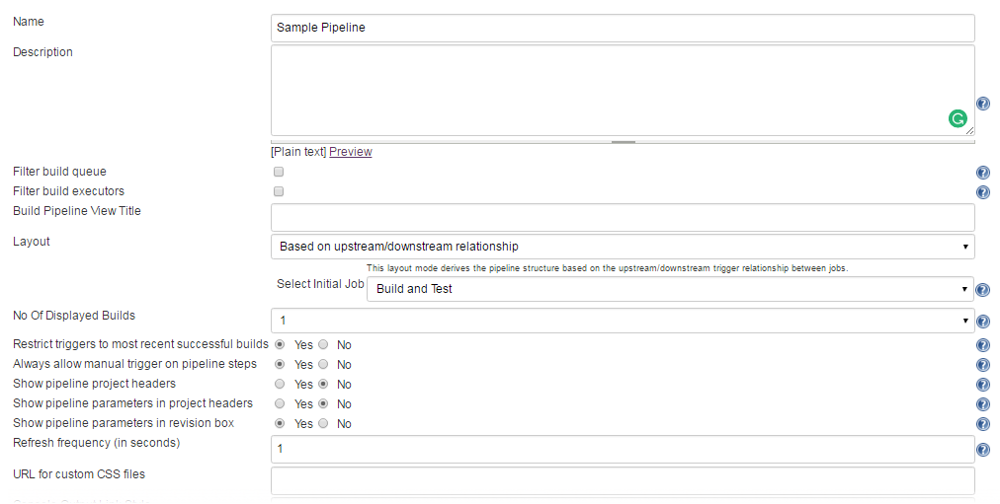 Name
Sample Pipeline
Description
[Plain text] Preview
Filter build queue
Filter build executors
Build Pipeline View Title
Layout
Based on upstream/downstream relationship
This layout mode derives the pipeline structure based on the upstream/downstream trigger relationship between jobs.
Select Initial Job Build and Test
No Of Displayed Builds 1
Restrict triggers to most recent successful builds Yes No
Always allow manual trigger on pipeline steps Yes No
Show pipeline project headers Yes No
Show pipeline parameters in project headers Yes No
Show pipeline parameters in revision box Yes No
Refresh frequency (in seconds) 1
URL for custom CSS files